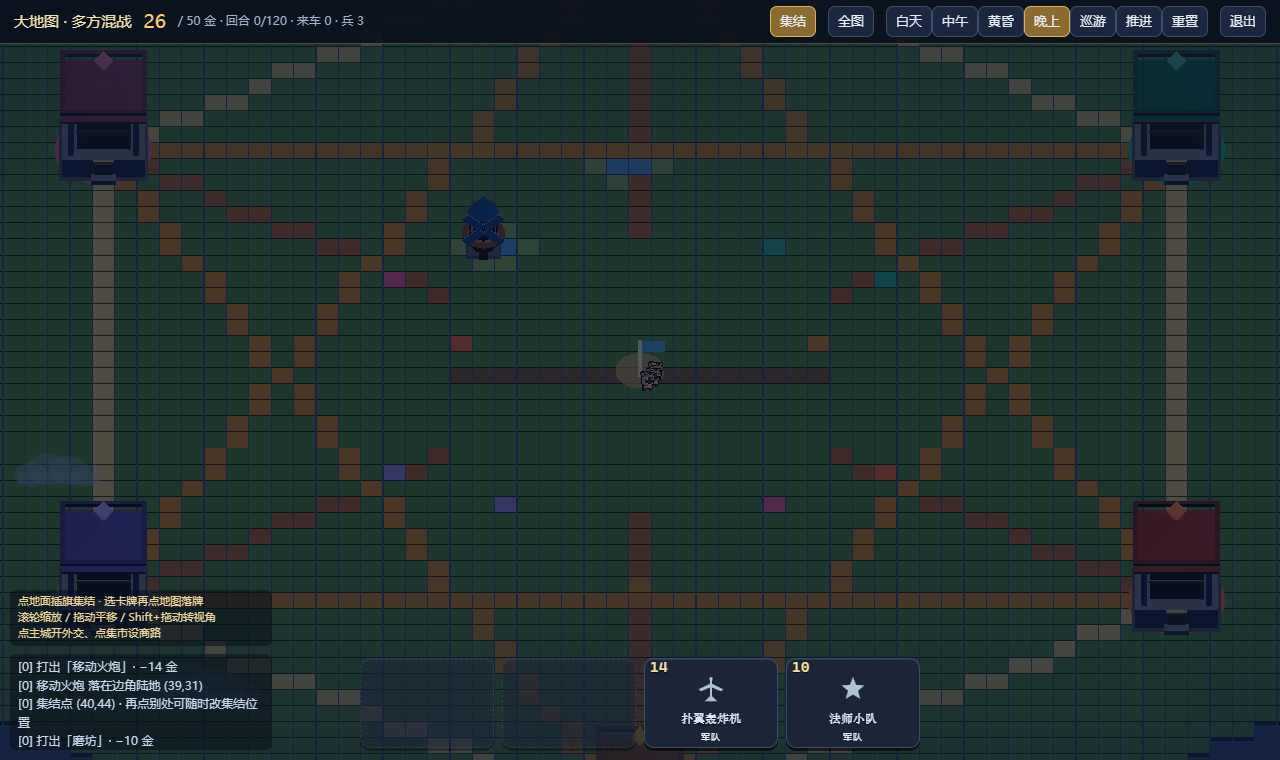 大地图 · 多方混战 26 / 50 金 · 回合 0/120 · 来车 0 · 兵 3
集结 全图 白天 中午 黄昏 晚上 巡游 推进 重置 退出
点地面插旗集结 · 选卡牌再点地图落牌
滚轮缩放 / 拖动平移 / Shift+拖动转视角
点主城开外交、点集市设商路
[0] 打出「移动火炮」 · −14 金
[0] 移动火炮 落在边角陆地 (39,31)
[0] 集结点 (40,44) · 再点别处可随时改集结位
置
[0] 打出「磨坊」 · −10 金
14
扑翼轰炸机
军队
10
法师小队
军队